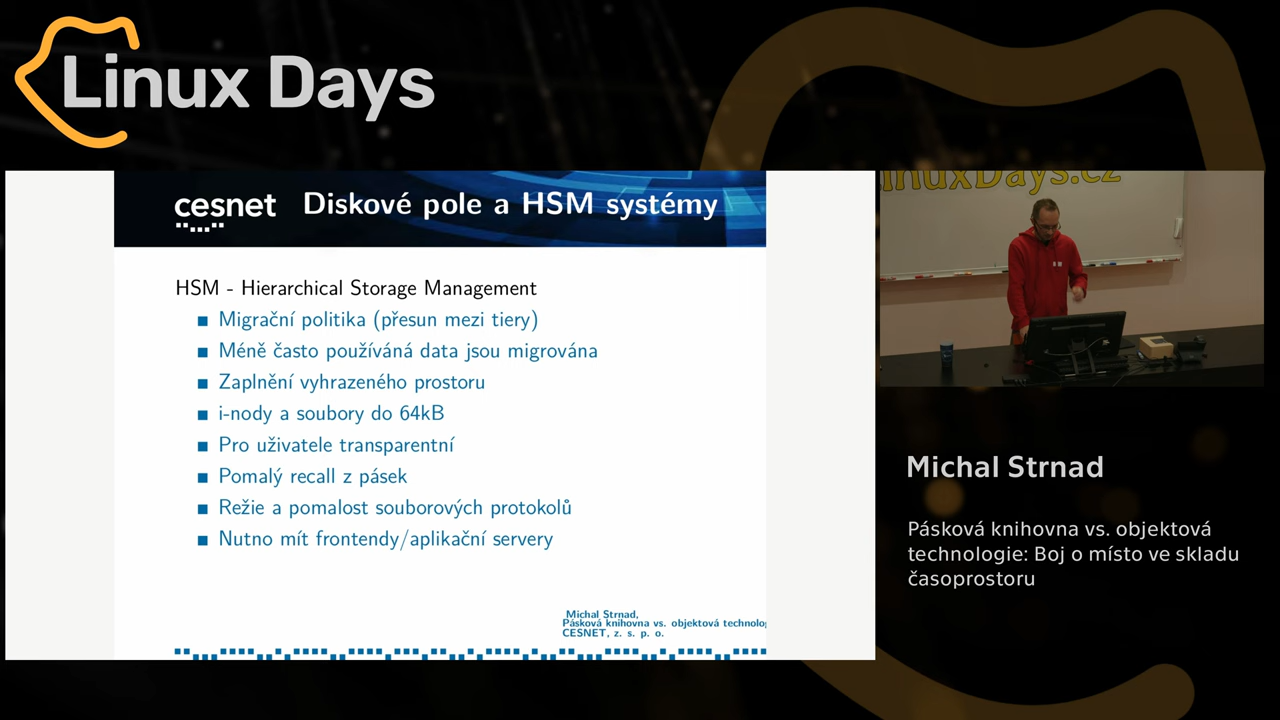 Linux Days
cesnet
Diskové pole a HSM systémy
HSM - Hierarchical Storage Management
Migrační politika (přesun mezi tiery)
Méně často používáná data jsou migrována
Zaplnění vyhrazeného prostoru
i-nody a soubory do 64kB
Pro uživatele transparentní
Pomalý recall z pásek
Režie a pomalost souborových protokolů
Nutno mít frontendy/aplikační servery
Michal Strnad,
Pásková knihovna vs. objektová technolog
CESNET, z. s. p. o.
LinuxDays.cz
Michal Strnad
Pásková knihovna vs. objektová
technologie: Boj o místo ve skladu
časoprostoru